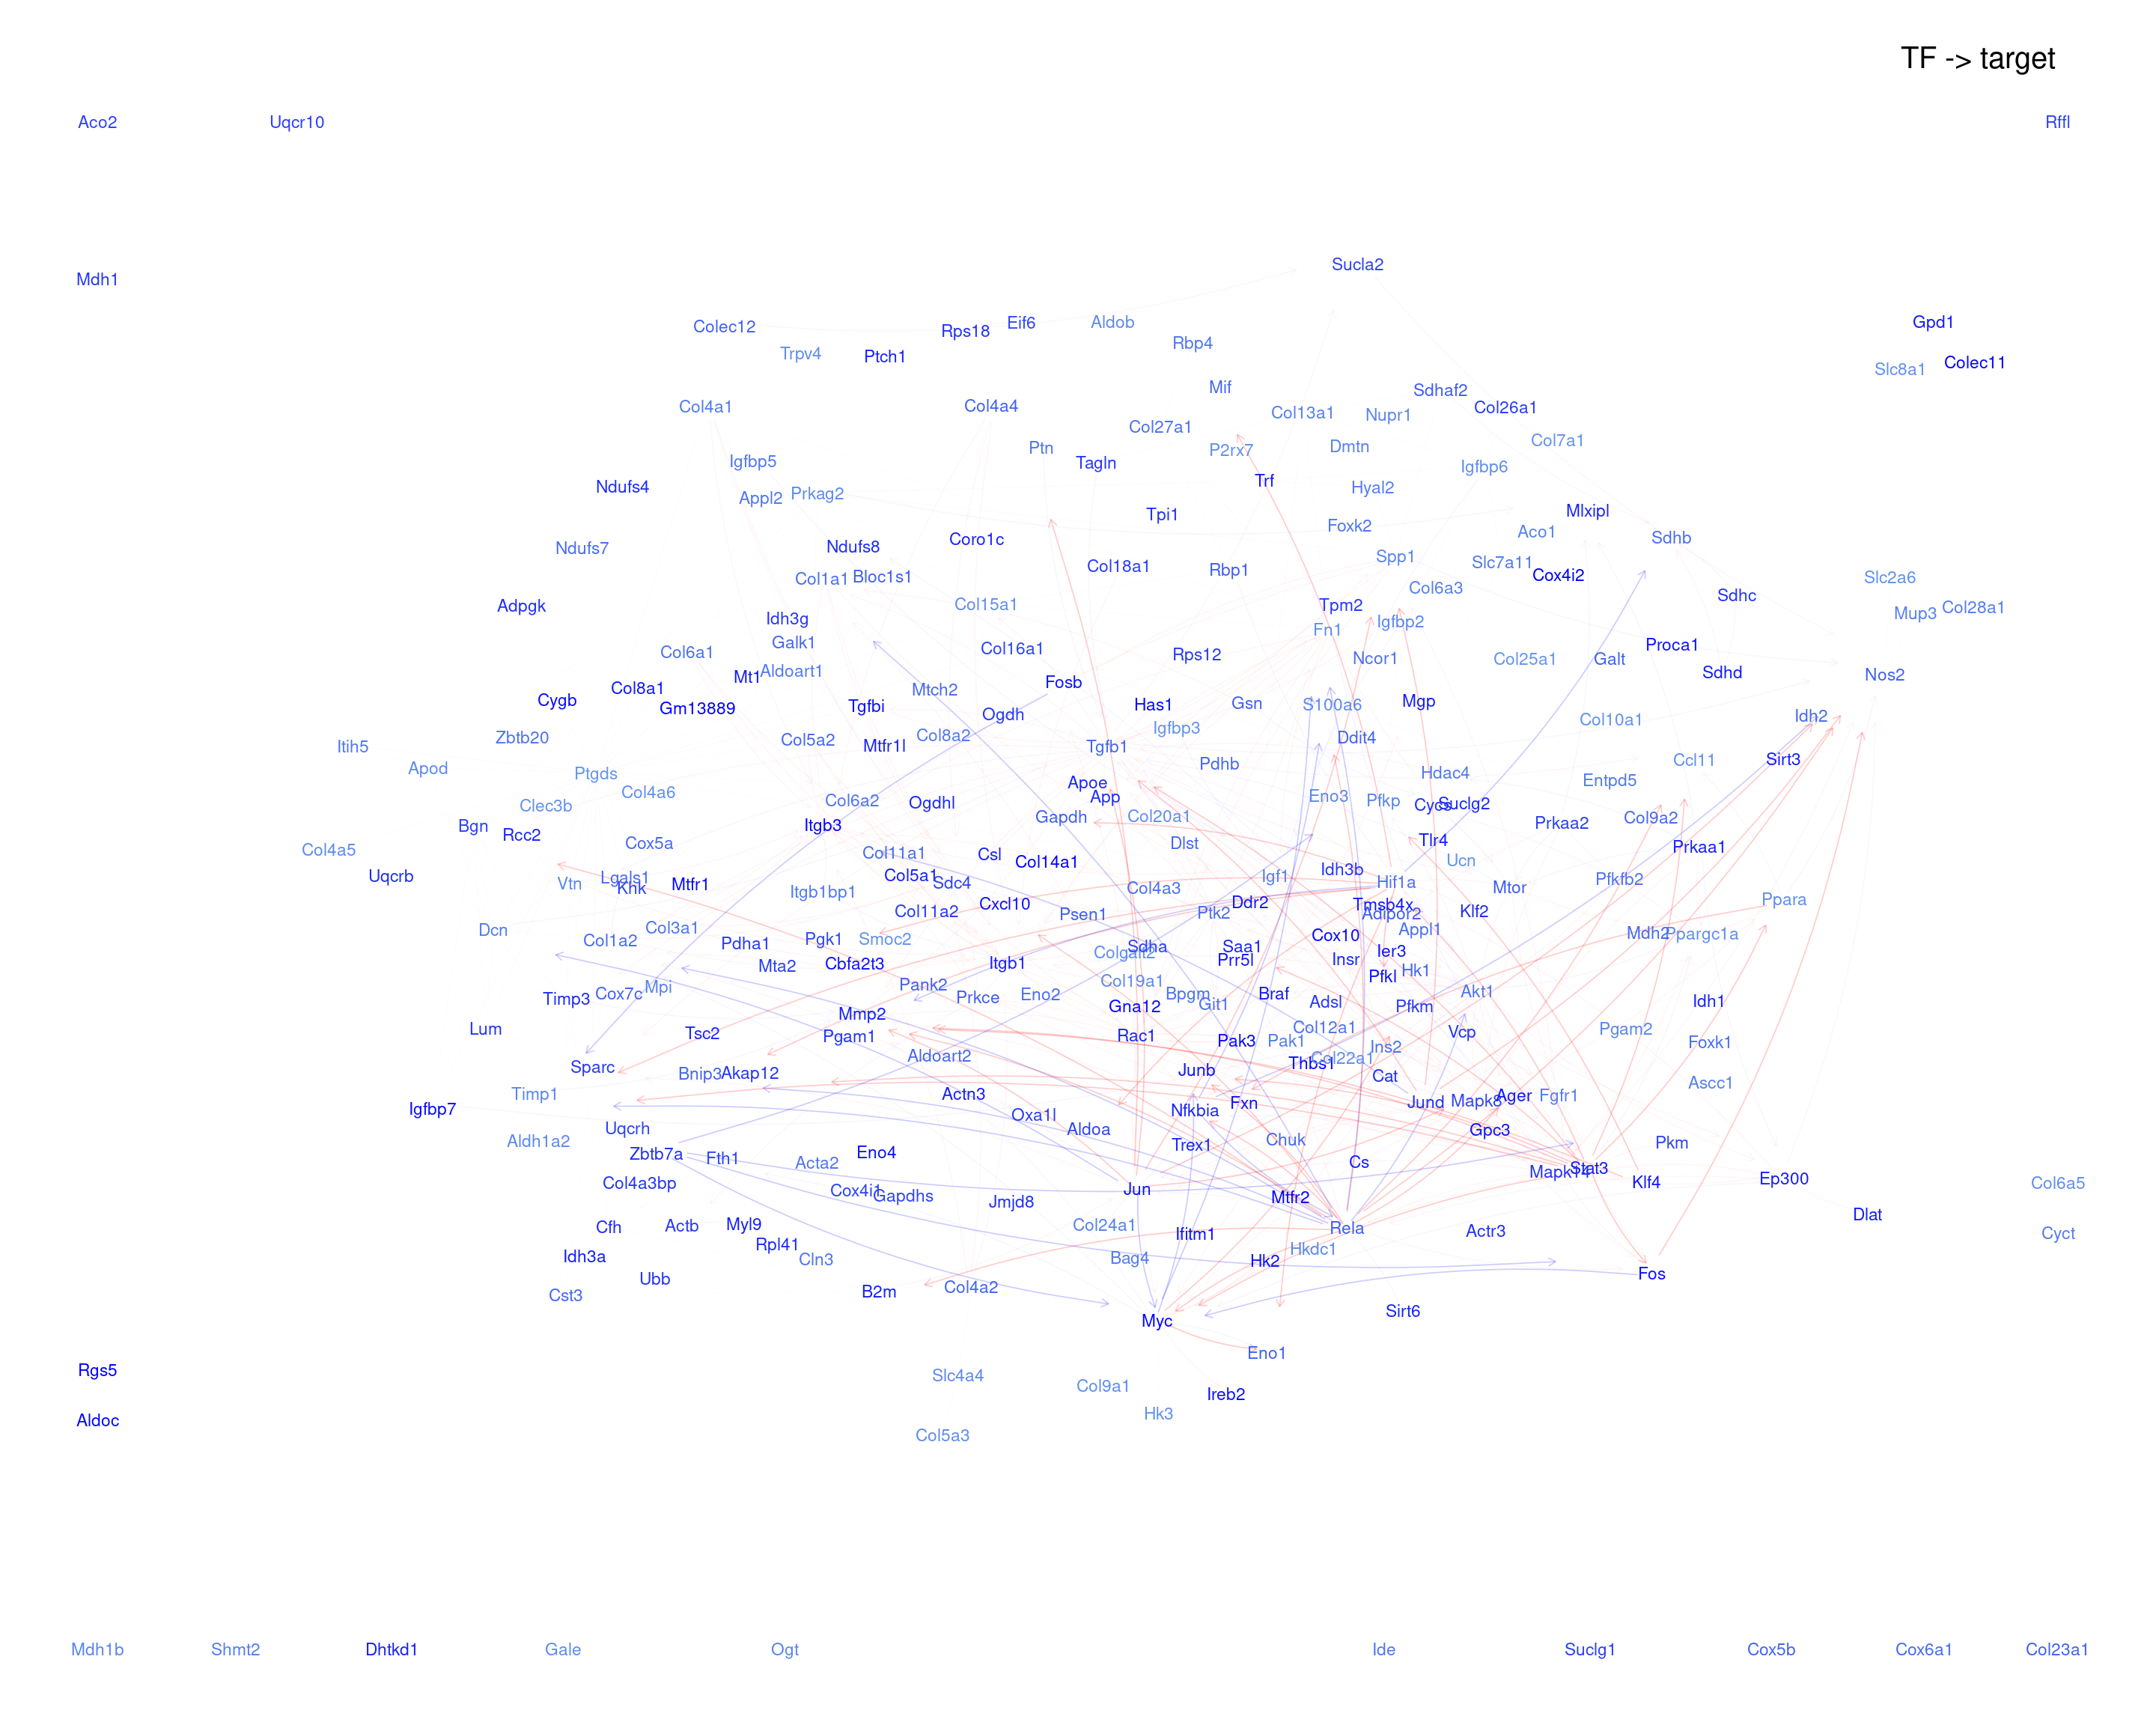 TF -> target
Aco2
Uqcr10
Rffl
Sucla2
Mdh1
Colec12
Rps18
Eif6
Aldob
Gpd1
Rbp4
Trpv4
Ptch1
Slc8a1
Colec11
Mif
Sdhaf2
Col4a1
Col4a4
Col13a1
Nupr1
Col26a1
Col27a1
Ptn
P2rx7
Dmtn
Col7a1
Igfbp5
Tagln
Igfbp6
Ndufs4
Appl2
Prkag2
Trf
Hyal2
Tpi1
Mlxipl
Foxk2
Aco1
Sdhb
Ndufs7
Ndufs8
Coro1c
Col18a1
Rbp1
Spp1
Slc7a11
Col1a1
Bloc1s1
Cox4i2
Slc2a6
Col6a3
Sdhc
Adpgk
Col15a1
Tpm2
Mup3
Col28a1
Idh3g
Fn1
Igfbp2
Galk1
Col6a1
Col16a1
Rps12
Ncor1
Col25a1
Galt
Proca1
Mt1
Aldoart1
Sdhd
Nos2
Cygb
Col8a1
Gm13889
Mtch2
Fosb
Tgfbi
Ogdh
Has1
Gsn
S100a6
Mgp
Col10a1
Idh2
Igfbp3
Itih5
Zbtb20
Col5a2
Mtfr1l
Col8a2
Tgfb1
Ddit4
Apod
Ptgds
Pdhb
Hdac4
Entpd5
Ccl11
Sirt3
Clec3b
Col4a6
Col6a2
Ogdhl
Apoe
App
Eno3
Pfkp
Cycs
Suclg2
Bgn
Rcc2
Itgb3
Gapdh
Col20a1
Prkaa2
Col9a2
Col4a5
Cox5a
Col11a1
Csl
Col14a1
Dlst
Tlr4
Ucn
Prkaa1
Uqcrb
Vtn
Lgals1
Khk
Mtfr1
Itgb1bp1
Col5a1
Sdc4
Col4a3
Igf1
Idh3b
Hif1a
Mtor
Pfkfb2
Dcn
Col11a2
Cxcl10
Psen1
Ptk2
Ddr2
Tmsb4x
Adipor2
Klf2
Ppara
Col1a2
Col3a1
Pdha1
Pgk1
Smoc2
Sdha
Colgalt2
Saa1
Cox10
Appl1
Mdh2
Ppargc1a
Mta2
Cbfa2t3
Itgb1
Prr5l
Insr
Ier3
Timp3
Cox7c
Mpi
Pank2
Prkce
Eno2
Col19a1
Bpgm
Braf
Pfkl
Hk1
Akt1
Lum
Tsc2
Mmp2
Pgam1
Gna12
Git1
Adsl
Pfkm
Idh1
Rac1
Pak3
Pak1
Col12a1
Vcp
Pgam2
Foxk1
Sparc
Bnip3
Akap12
Aldoart2
Junb
Thbs1
Col22a1
Ins2
Cat
Ascc1
Timp1
Igfbp7
Actn3
Oxa1l
Nfkbia
Fxn
Jund
Mapk8
Ager
Fgfr1
Aldh1a2
Uqcrh
Aldoa
Trex1
Chuk
Gpc3
Pkm
Zbtb7a
Fth1
Acta2
Eno4
Cs
Mapk14
Stat3
Klf4
Ep300
Col4a3bp
Cox4i1
Gapdhs
Jmjd8
Jun
Mtfr2
Col6a5
Cfh
Actb
Myl9
Col24a1
Ifitm1
Rela
Actr3
Dlat
Cyct
Idh3a
Rpl41
Cln3
Bag4
Hk2
Hkdc1
Fos
Cst3
Ubb
B2m
Col4a2
Myc
Sirt6
Eno1
Rgs5
Slc4a4
Col9a1
Ireb2
Aldoc
Hk3
Col5a3
Mdh1b
Shmt2
Dhtkd1
Gale
Ogt
Ide
Suclg1
Cox5b
Cox6a1
Col23a1